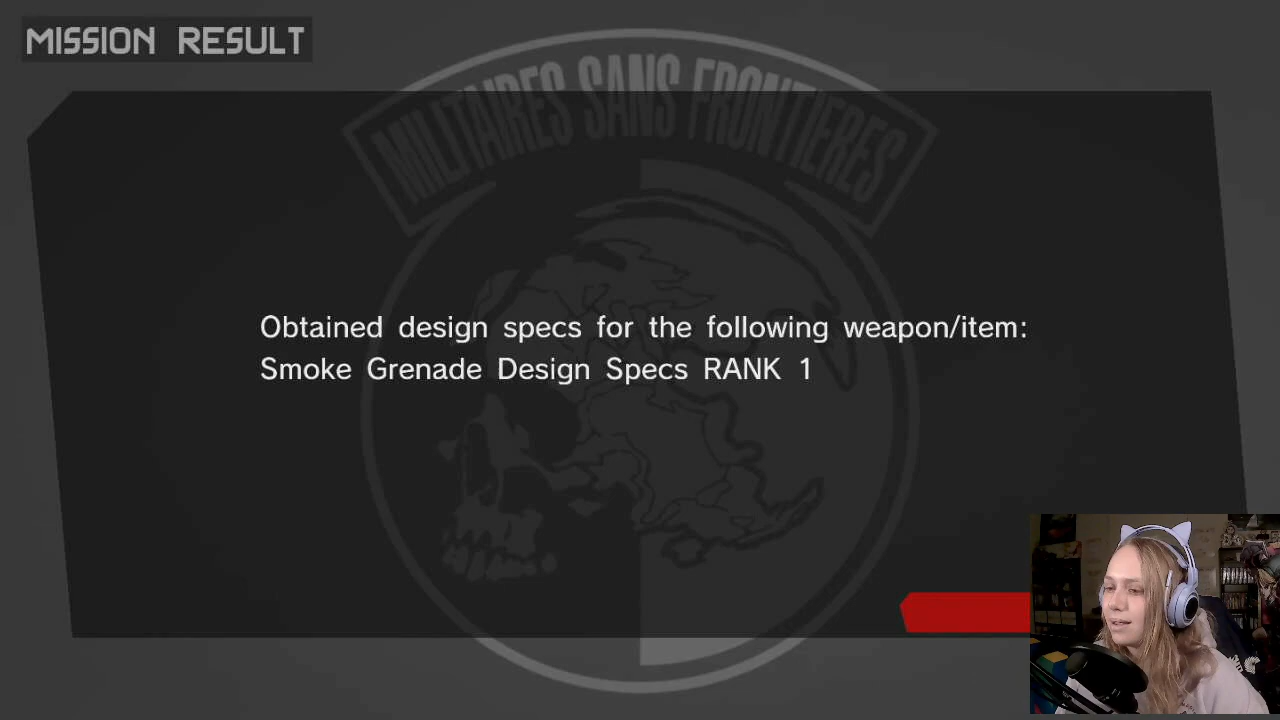 MISSION RESULT
MILITAIRES SANS FRONTIERES
Obtained design specs for the following weapon/item:
Smoke Grenade Design Specs RANK 1